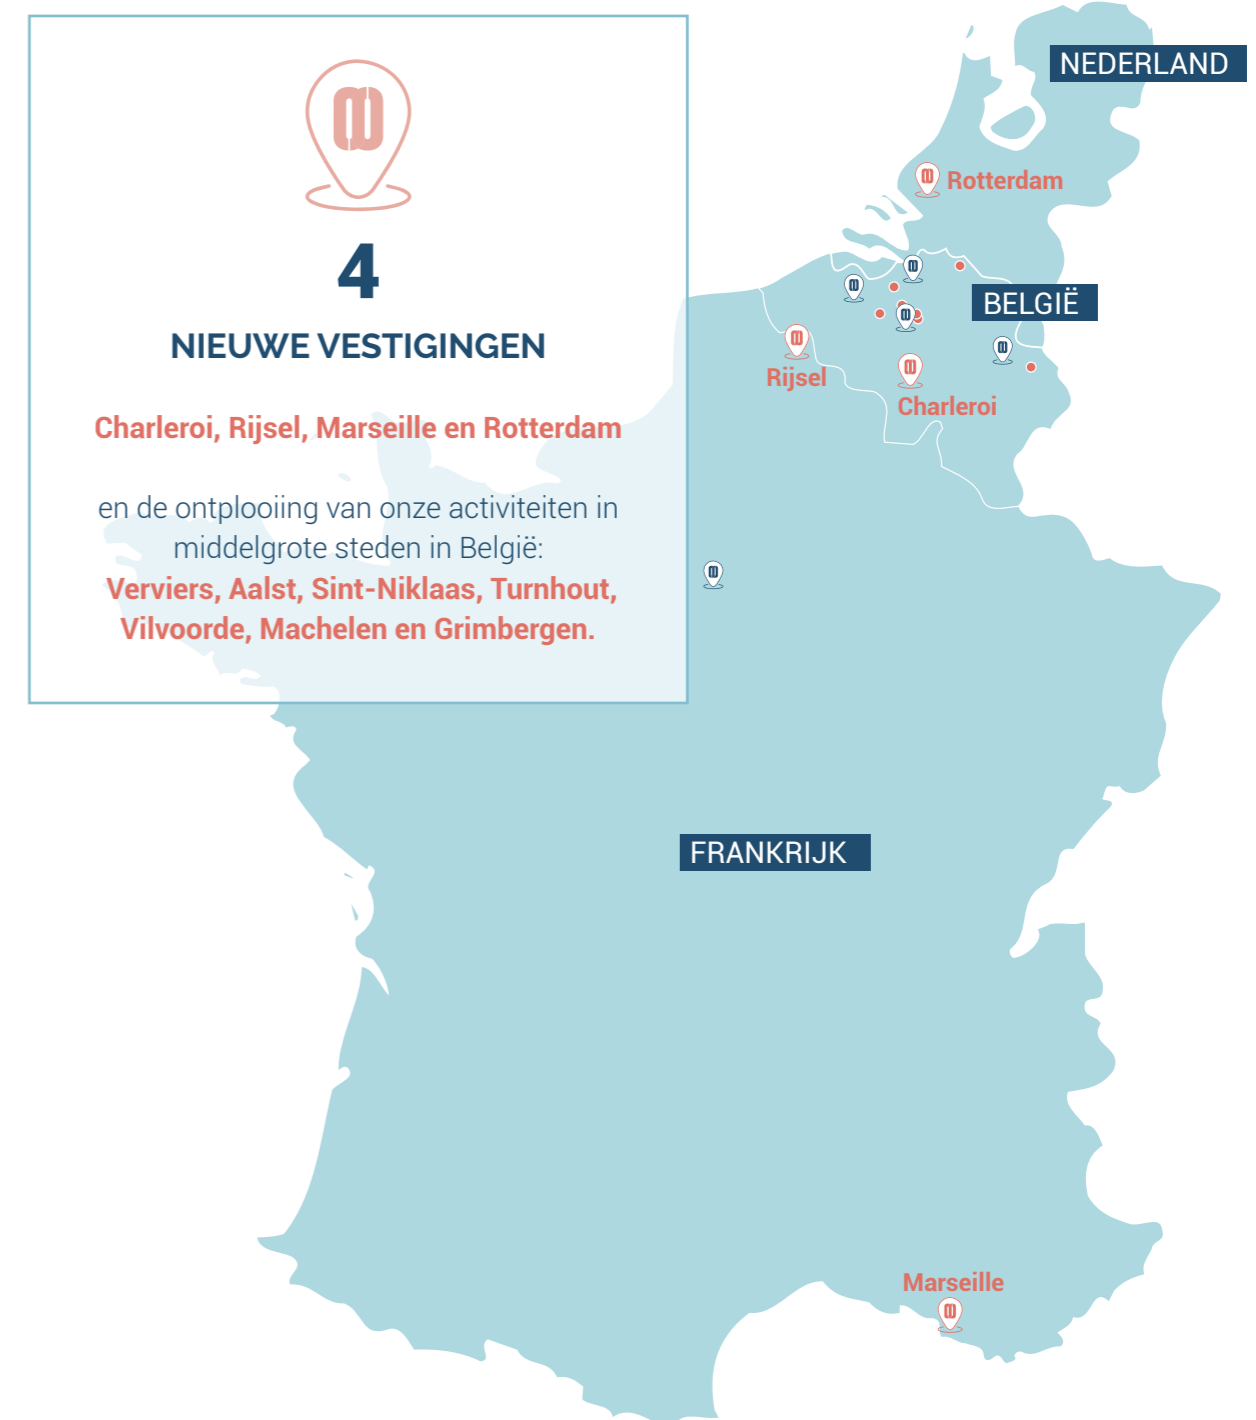 4
NIEUWE VESTIGINGEN
Charleroi, Rijsel, Marseille en Rotterdam
en de ontplooiing van onze activiteiten in
middelgrote steden in België:
Verviers, Aalst, Sint-Niklaas, Turnhout,
Vilvoorde, Machelen en Grimbergen.
NEDERLAND
Rotterdam
BELGIË
Rijsel
Charleroi
FRANKRIJK
Marseille